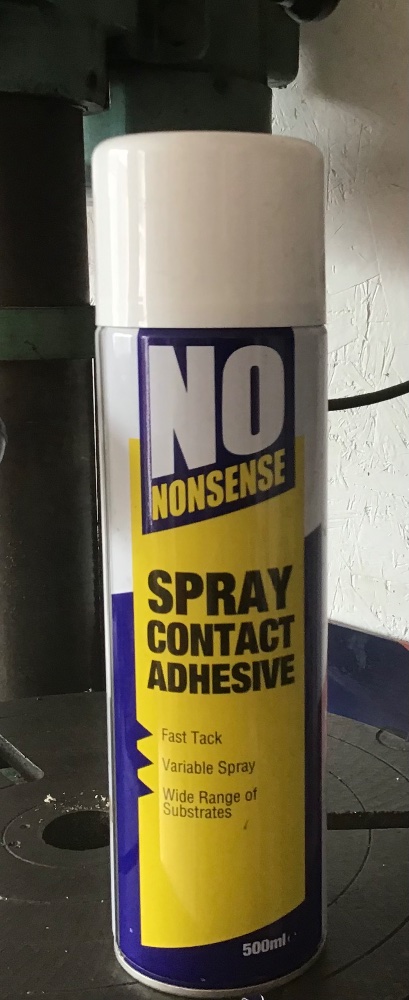 NO
NONSENSE
SPRAY
CONTACT
ADHESIVE
Fast Tack
Variable Spray
Wide Range of
Substrates
500ml